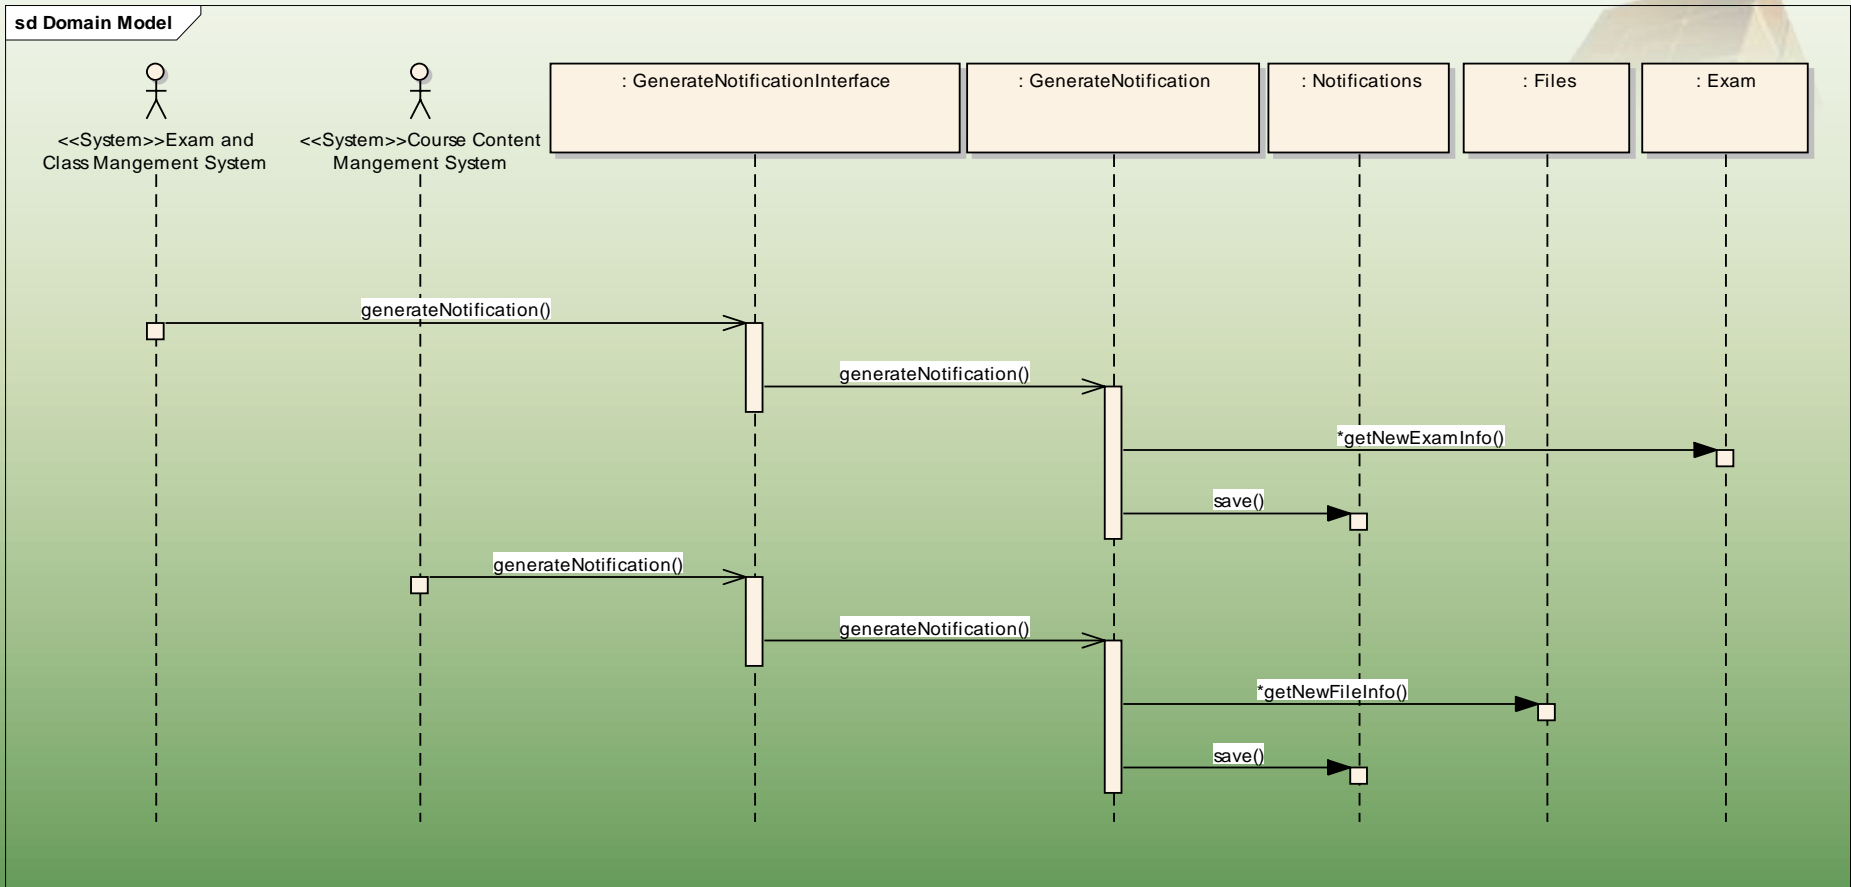 sd Domain Model
<<System>>Exam and
Class Mangement System
<<System>>Course Content
Mangement System
: GenerateNotificationInterface
: GenerateNotification
: Notifications
: Files
: Exam
generateNotification()
generateNotification()
*getNewExamInfo()
save()
generateNotification()
generateNotification()
*getNewFileInfo()
save()